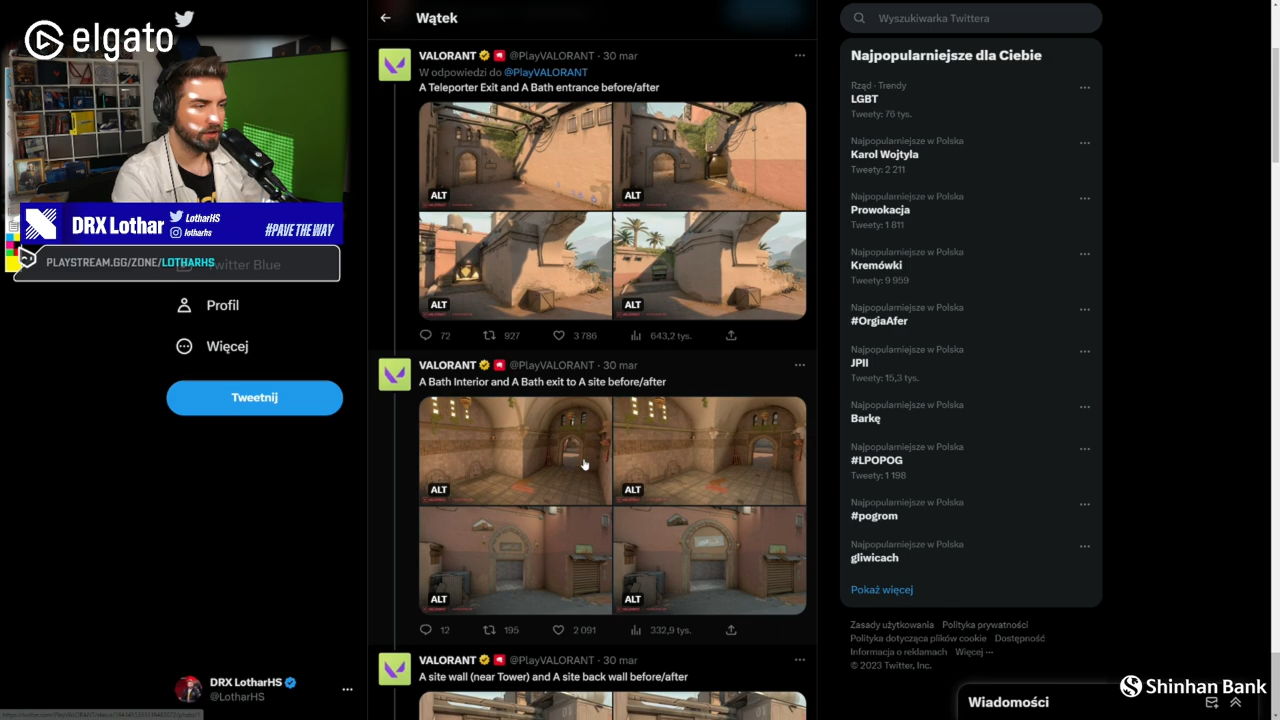 elgato
DRX Lothar
LotharHS
lotharhs
#PAVE THE WAY
PLAYSTREAM.GG/ZONE/LOTHARHS
Twitter Blue
Profil
Więcej
Tweetnij
DRX LotharHS
@LotharHS
Wątek
VALORANT @PlayVALORANT · 30 mar
W odpowiedzi do @PlayVALORANT
A Teleporter Exit and A Bath entrance before/after
ALT
ALT
ALT
ALT
72
927
3 786
643,2 tys.
VALORANT @PlayVALORANT · 30 mar
A Bath Interior and A Bath exit to A site before/after
ALT
ALT
ALT
ALT
12
195
2 091
332,9 tys.
VALORANT @PlayVALORANT · 30 mar
A site wall (near Tower) and A site back wall before/after
Wyszukiwarka Twittera
Najpopularniejsze dla Ciebie
Rząd · Trendy
LGBT
Tweety: 76 tys.
Najpopularniejsze w Polska
Karol Wojtyła
Tweety: 2 211
Najpopularniejsze w Polska
Prowokacja
Tweety: 1 811
Najpopularniejsze w Polska
Kremówki
Tweety: 9 959
Najpopularniejsze w Polska
#OrgiaAfer
Najpopularniejsze w Polska
JPII
Tweety: 15,3 tys.
Najpopularniejsze w Polska
Barkę
Najpopularniejsze w Polska
#LPOPOG
Tweety: 1 198
Najpopularniejsze w Polska
#pogrom
Najpopularniejsze w Polska
gliwicach
Pokaż więcej
Zasady użytkowania Polityka prywatności
Polityka dotycząca plików cookie Dostępność
Informacja o reklamach Więcej ···
© 2023 Twitter, Inc.
Wiadomości
Shinhan Bank